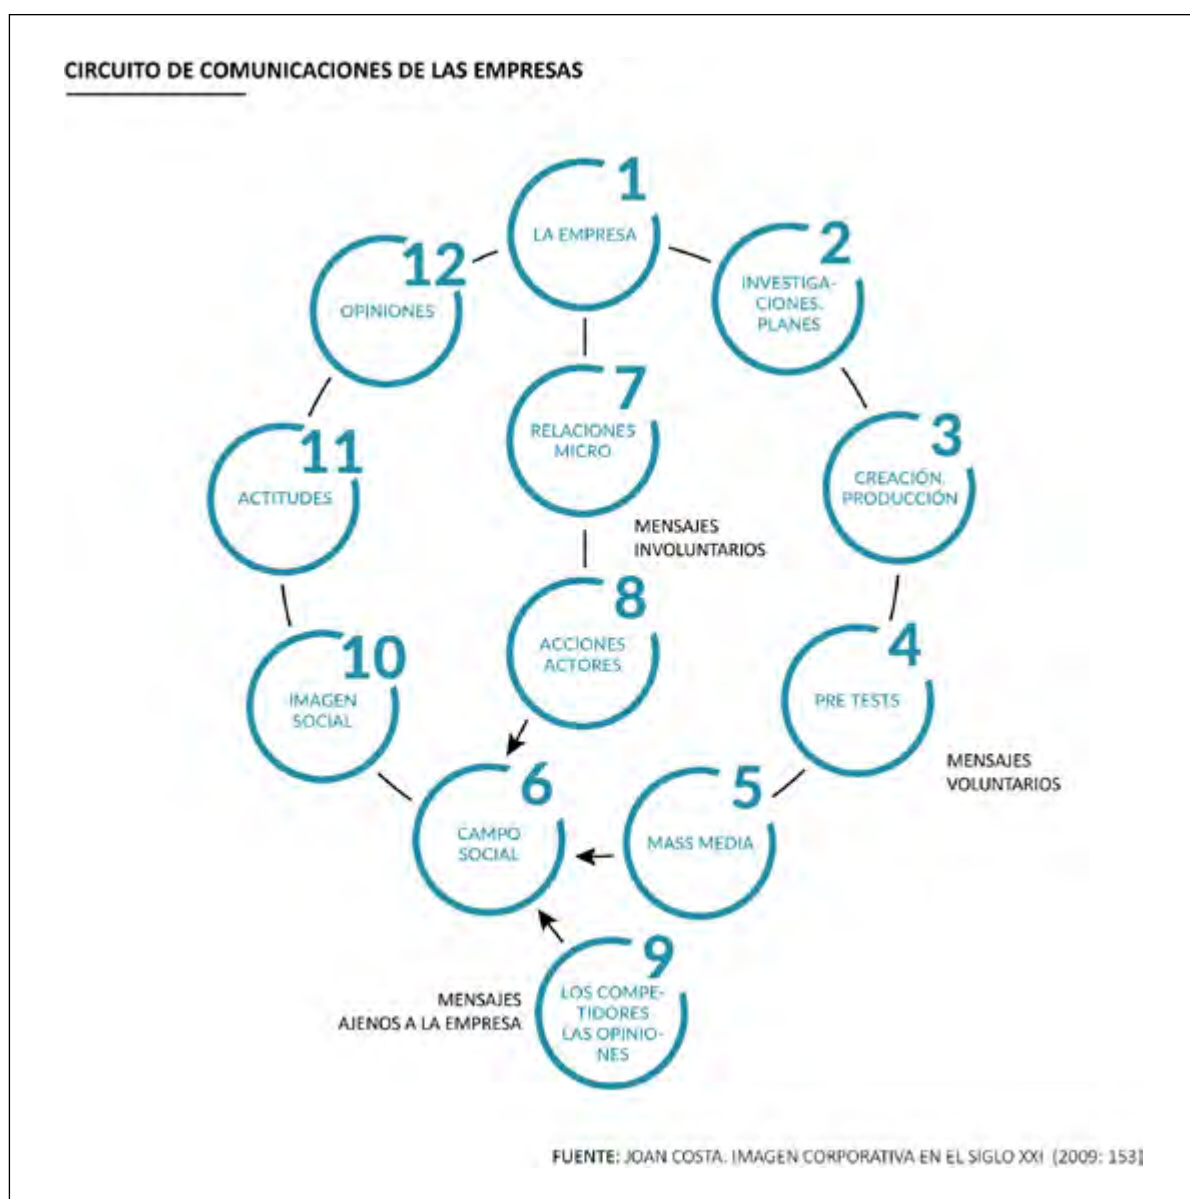 CIRCUITO DE COMUNICACIONES DE LAS EMPRESAS
1
LA EMPRESA
2
INVESTIGA-
CIONES.
PLANES
3
CREACIÓN.
PRODUCCIÓN
4
PRE TESTS
MENSAJES
VOLUNTARIOS
5
MASS MEDIA
6
CAMPO
SOCIAL
7
RELACIONES
MICRO
MENSAJES
INVOLUNTARIOS
8
ACCIONES
ACTORES
9
LOS COMPE-
TIDORES
LAS OPINIO-
NES
MENSAJES
AJENOS A LA EMPRESA
10
IMAGEN
SOCIAL
11
ACTITUDES
12
OPINIONES
FUENTE: JOAN COSTA. IMAGEN CORPORATIVA EN EL SIGLO XXI (2009: 153)